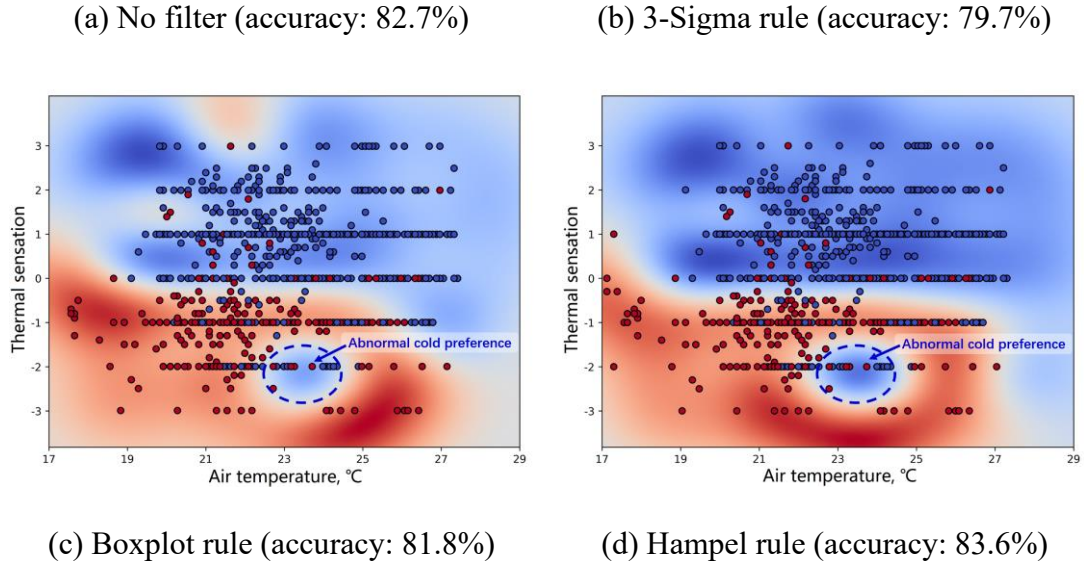 (a) No filter (accuracy: 82.7%)
(b) 3-Sigma rule (accuracy: 79.7%)
Thermal sensation
3
2
1
0
-1
-2
-3
Abnormal cold preference
17
19
21
23
25
27
29
Air temperature, ℃
Thermal sensation
3
2
1
0
-1
-2
-3
Abnormal cold preference
17
19
21
23
25
27
29
Air temperature, ℃
(c) Boxplot rule (accuracy: 81.8%)
(d) Hampel rule (accuracy: 83.6%)